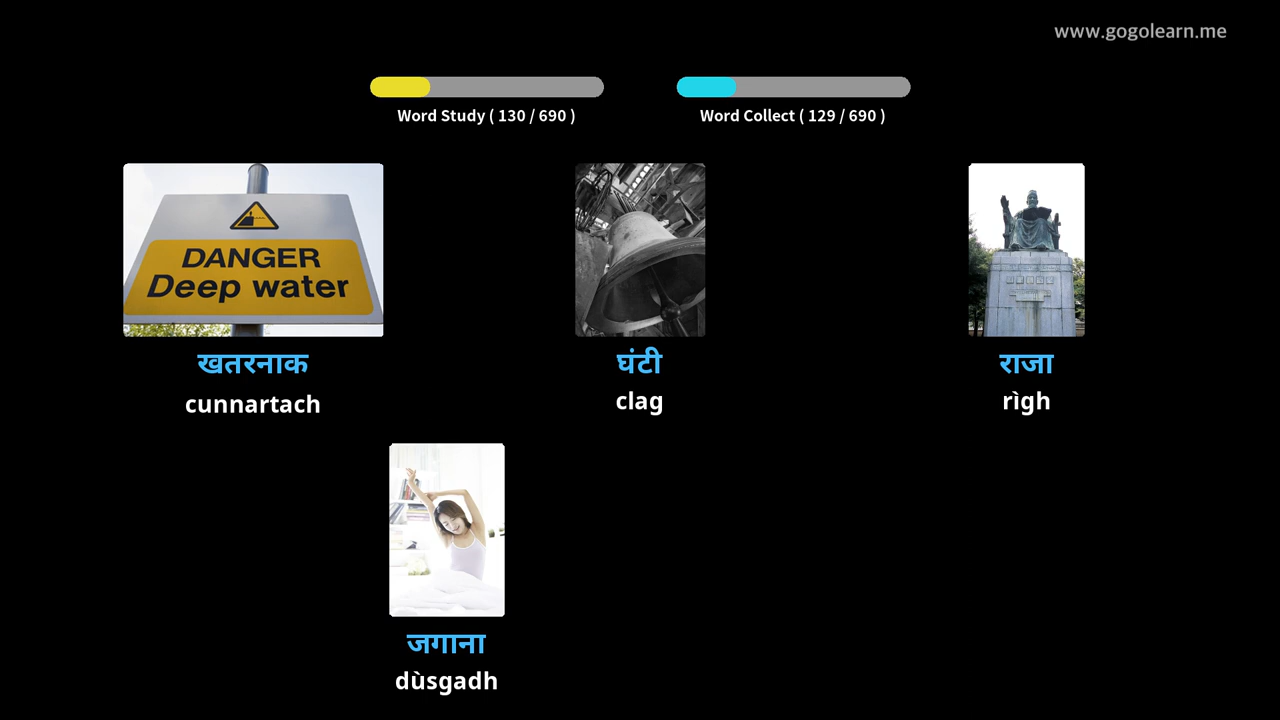 www.gogolearn.me
Word Study ( 130 / 690 )
Word Collect ( 129 / 690 )
DANGER
Deep water
खतरनाक
cunnartach
घंटी
clag
राजा
rìgh
जगाना
dùsgadh